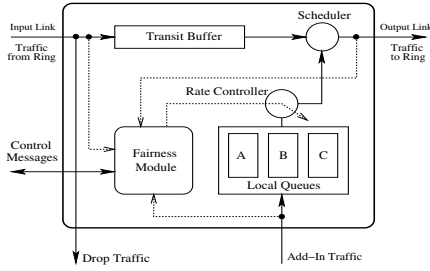 Scheduler
Input Link
Traffic
from Ring
Transit Buffer
Output Link
Traffic
to Ring
Rate Controller
Control
Messages
Fairness
Module
A
B
C
Local Queues
Drop Traffic
Add-In Traffic